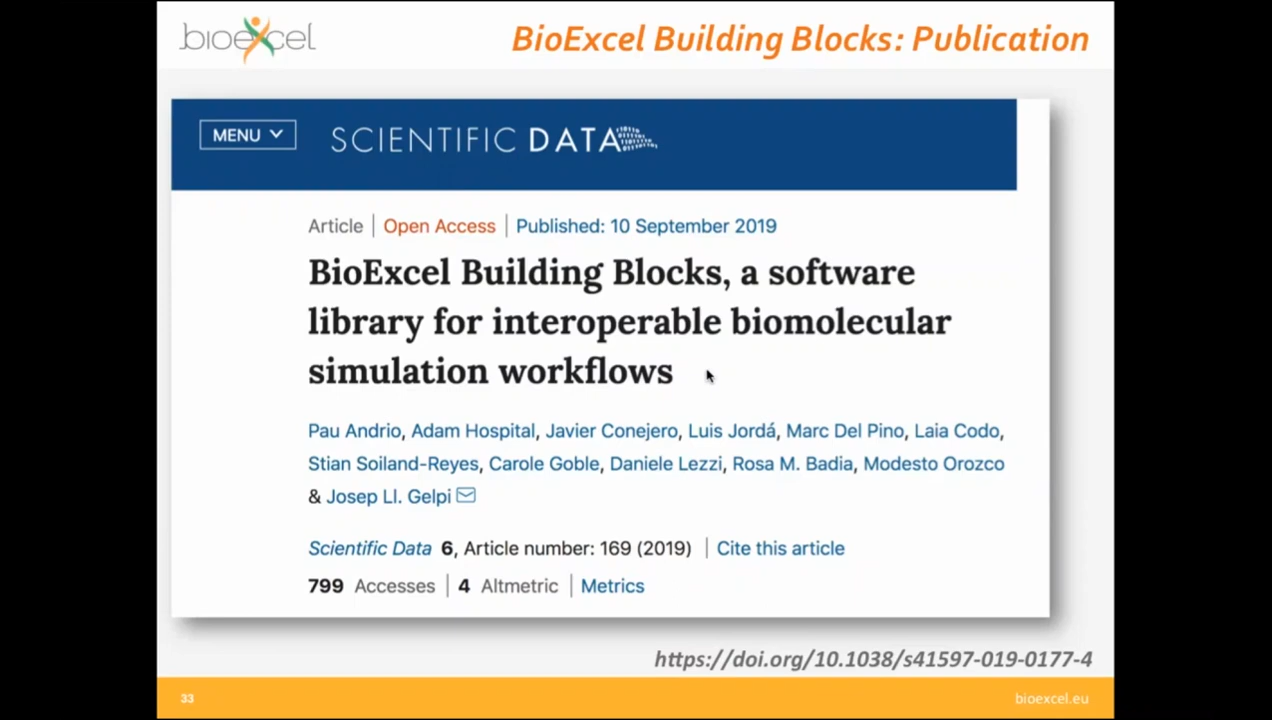 bioexcel
BioExcel Building Blocks: Publication
MENU
SCIENTIFIC DATA
Article | Open Access | Published: 10 September 2019
BioExcel Building Blocks, a software
library for interoperable biomolecular
simulation workflows
Pau Andrio, Adam Hospital, Javier Conejero, Luis Jordá, Marc Del Pino, Laia Codo,
Stian Soiland-Reyes, Carole Goble, Daniele Lezzi, Rosa M. Badia, Modesto Orozco
& Josep Ll. Gelpi
Scientific Data 6, Article number: 169 (2019) | Cite this article
799 Accesses | 4 Altmetric | Metrics
https://doi.org/10.1038/s41597-019-0177-4
33
bioexcel.eu